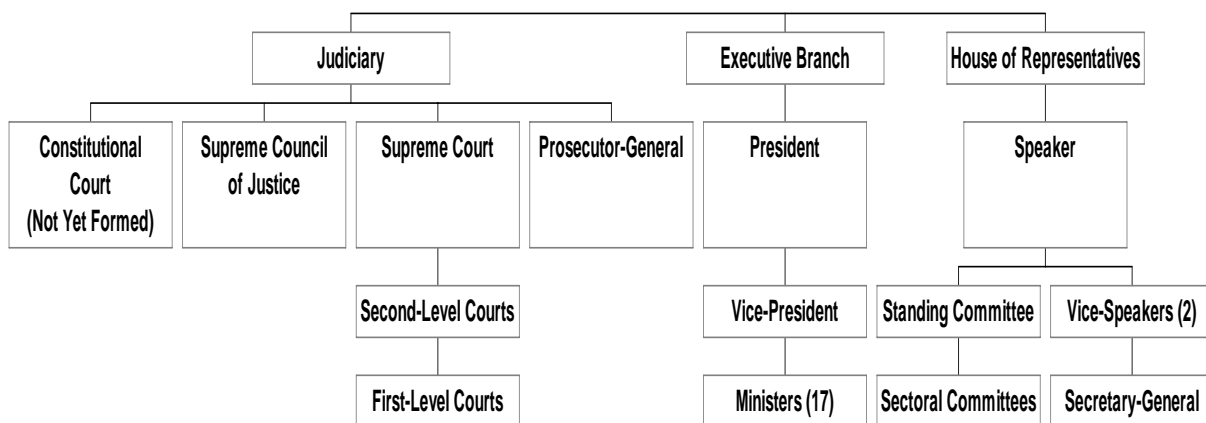 Judiciary
Executive Branch
House of Representatives
Constitutional
Court
(Not Yet Formed)
Supreme Council
of Justice
Supreme Court
Prosecutor-General
President
Speaker
Second-Level Courts
Vice-President
Standing Committee
Vice-Speakers (2)
First-Level Courts
Ministers (17)
Sectoral Committees
Secretary-General